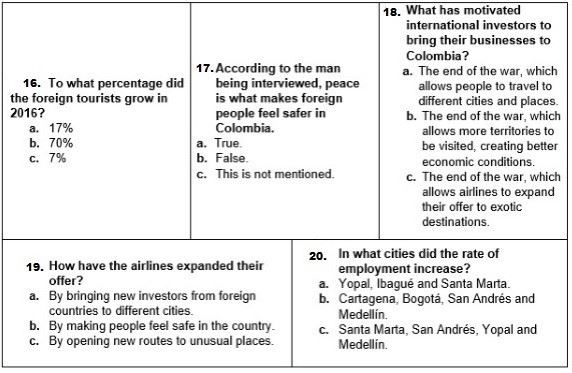 16. To what percentage did
the foreign tourists grow in
2016?
a. 17%
b. 70%
c. 7%
17. According to the man
being interviewed, peace
is what makes foreign
people feel safer in
Colombia.
a. True.
b. False.
c. This is not mentioned.
18. What has motivated
international investors to
bring their businesses to
Colombia?
a. The end of the war, which
allows people to travel to
different cities and places.
b. The end of the war, which
allows more territories to
be visited, creating better
economic conditions.
c. The end of the war, which
allows airlines to expand
their offer to exotic
destinations.
19. How have the airlines expanded their
offer?
a. By bringing new investors from foreign
countries to different cities.
b. By making people feel safe in the country.
c. By opening new routes to unusual places.
20. In what cities did the rate of
employment increase?
a. Yopal, Ibagué and Santa Marta.
b. Cartagena, Bogotá, San Andrés and
Medellín.
c. Santa Marta, San Andrés, Yopal and
Medellín.